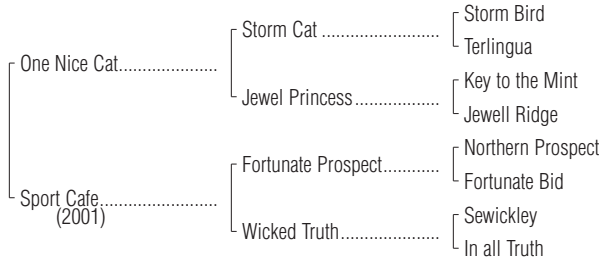 Storm Bird
Storm Cat ........................
Terlingua
One Nice Cat....................
Key to the Mint
Jewel Princess.................
Jewell Ridge
Northern Prospect
Fortunate Prospect...........
Fortunate Bid
Sport Cafe........................
(2001)
Sewickley
Wicked Truth....................
In all Truth